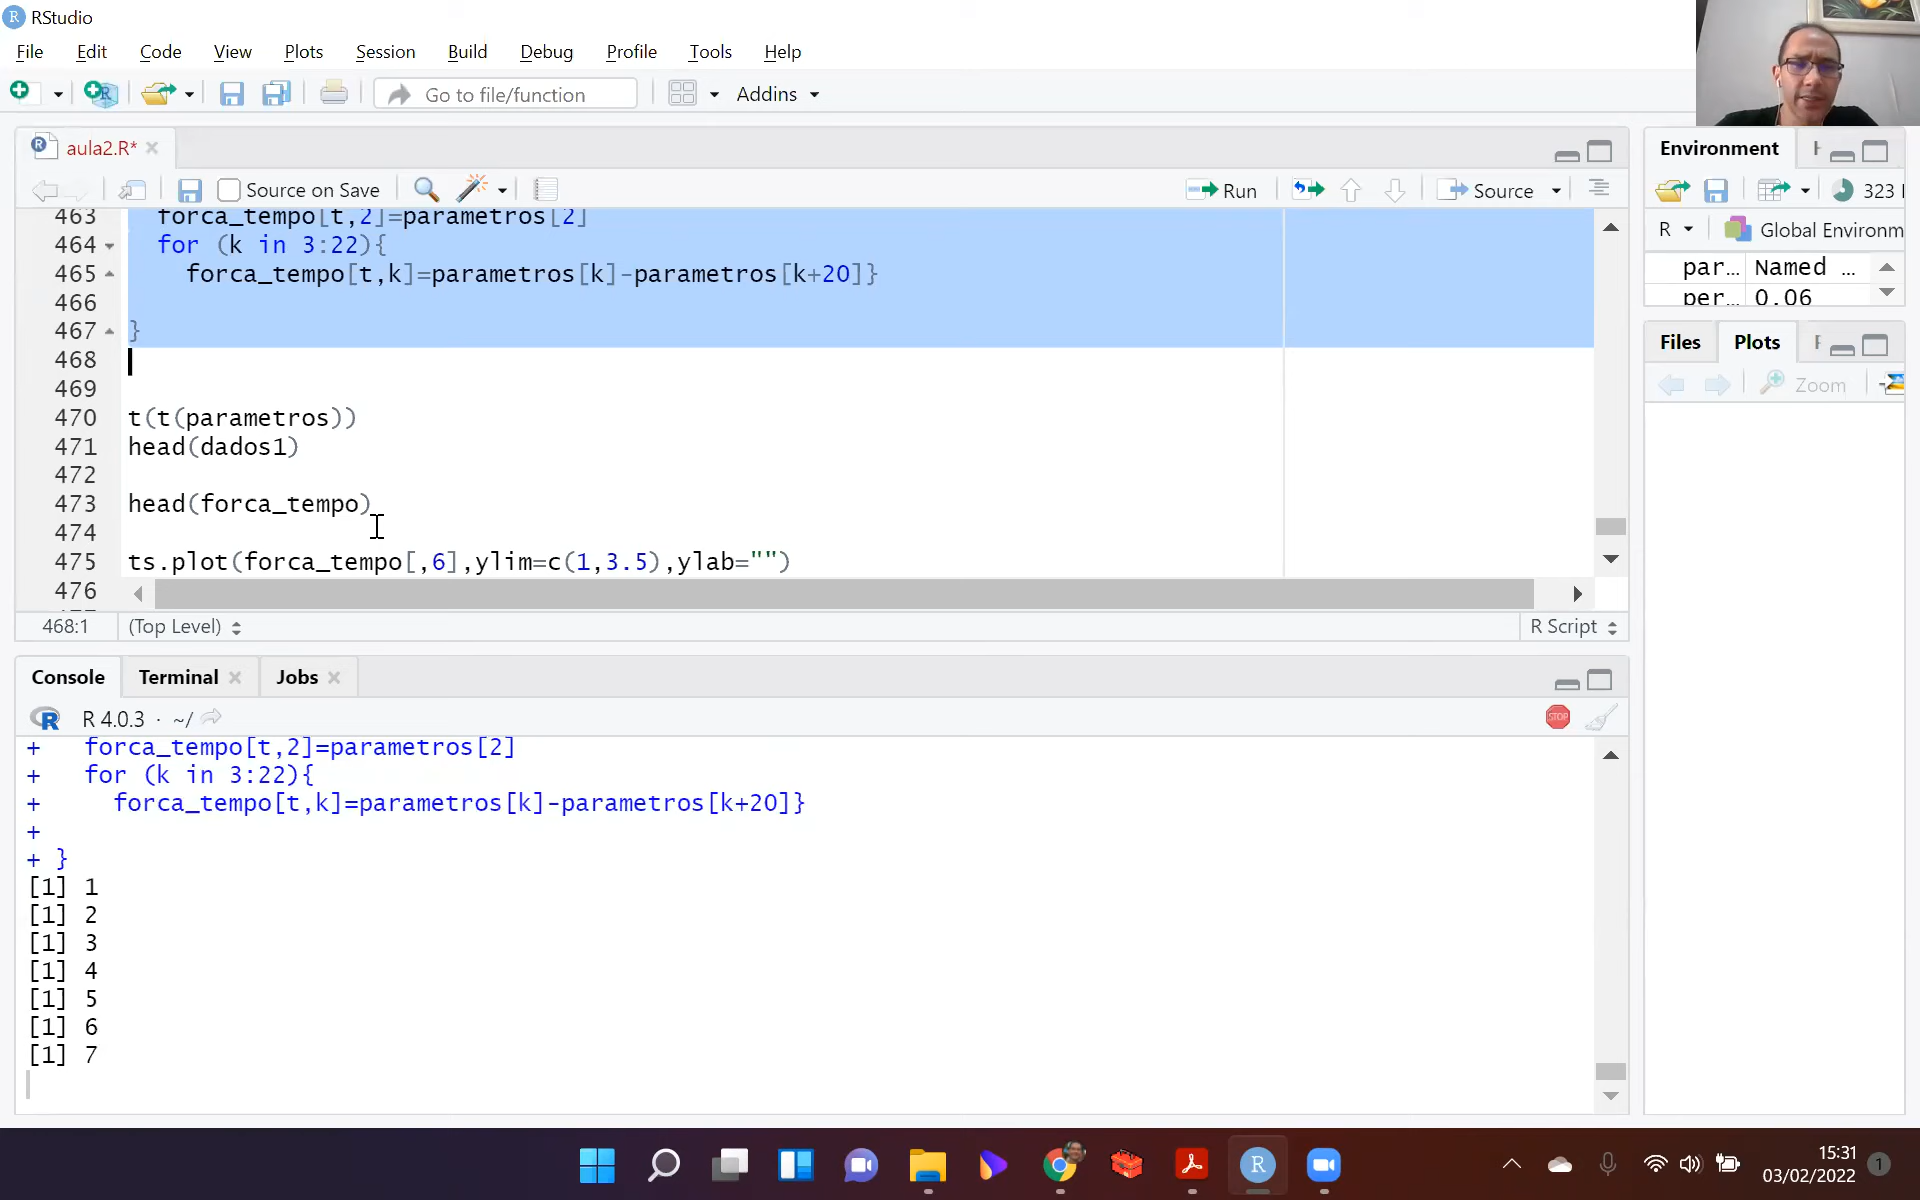 RStudio
File Edit Code View Plots Session Build Debug Profile Tools Help
Go to file/function Addins
aula2.R*
Source on Save Run Source
463 forca_tempo[t,2]=parametros[2]
464 for (k in 3:22){
465 forca_tempo[t,k]=parametros[k]-parametros[k+20]}
466
467 }
468
469
470 t(t(parametros))
471 head(dados1)
472
473 head(forca_tempo)
474
475 ts.plot(forca_tempo[,6],ylim=c(1,3.5),ylab="")
476
468:1 (Top Level) R Script
Console Terminal Jobs
R 4.0.3 · ~/
+ forca_tempo[t,2]=parametros[2]
+ for (k in 3:22){
+ forca_tempo[t,k]=parametros[k]-parametros[k+20]}
+
+ }
[1] 1
[1] 2
[1] 3
[1] 4
[1] 5
[1] 6
[1] 7
Environment
323
R Global Environm
par... Named ...
per... 0.06
Files Plots
Zoom
15:31
03/02/2022
1